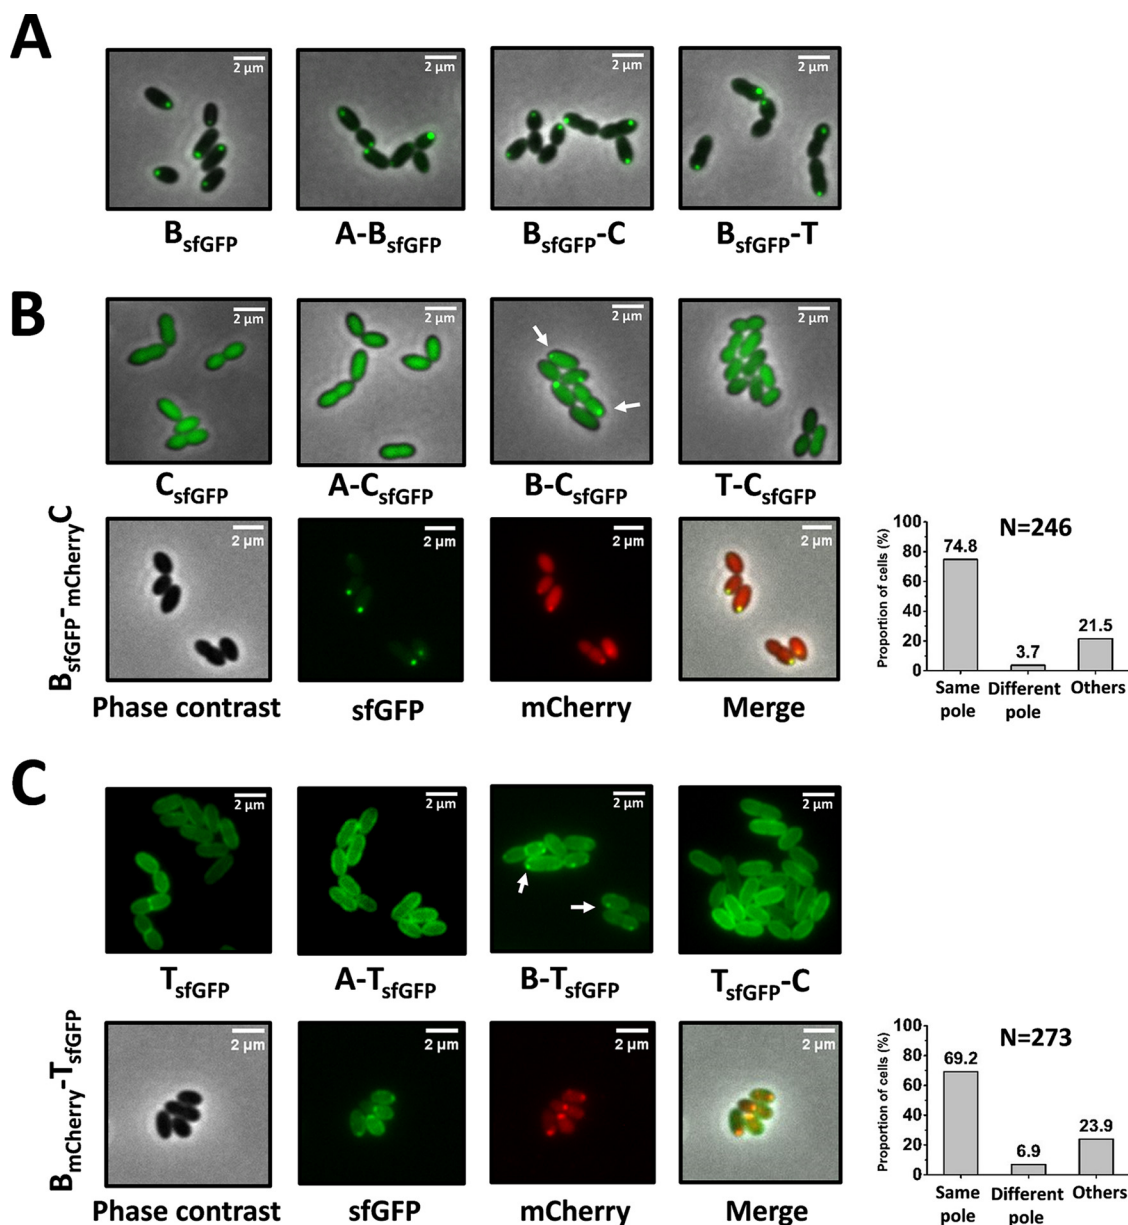 A
2 μm
2 μm
2 μm
2 μm
BsfGFP
A-BsfGFP
BsfGFP-C
BsfGFP-T
B
2 μm
2 μm
2 μm
2 μm
CsfGFP
A-CsfGFP
B-CsfGFP
T-CsfGFP
BsfGFP-mCherryC
2 μm
2 μm
2 μm
2 μm
Phase contrast
sfGFP
mCherry
Merge
Proportion of cells (%)
100
80
60
40
20
0
N=246
74.8
3.7
21.5
Same pole
Different pole
Others
C
2 μm
2 μm
2 μm
2 μm
TsfGFP
A-TsfGFP
B-TsfGFP
TsfGFP-C
BmCherry-TsfGFP
2 μm
2 μm
2 μm
2 μm
Phase contrast
sfGFP
mCherry
Merge
Proportion of cells (%)
100
80
60
40
20
0
N=273
69.2
6.9
23.9
Same pole
Different pole
Others